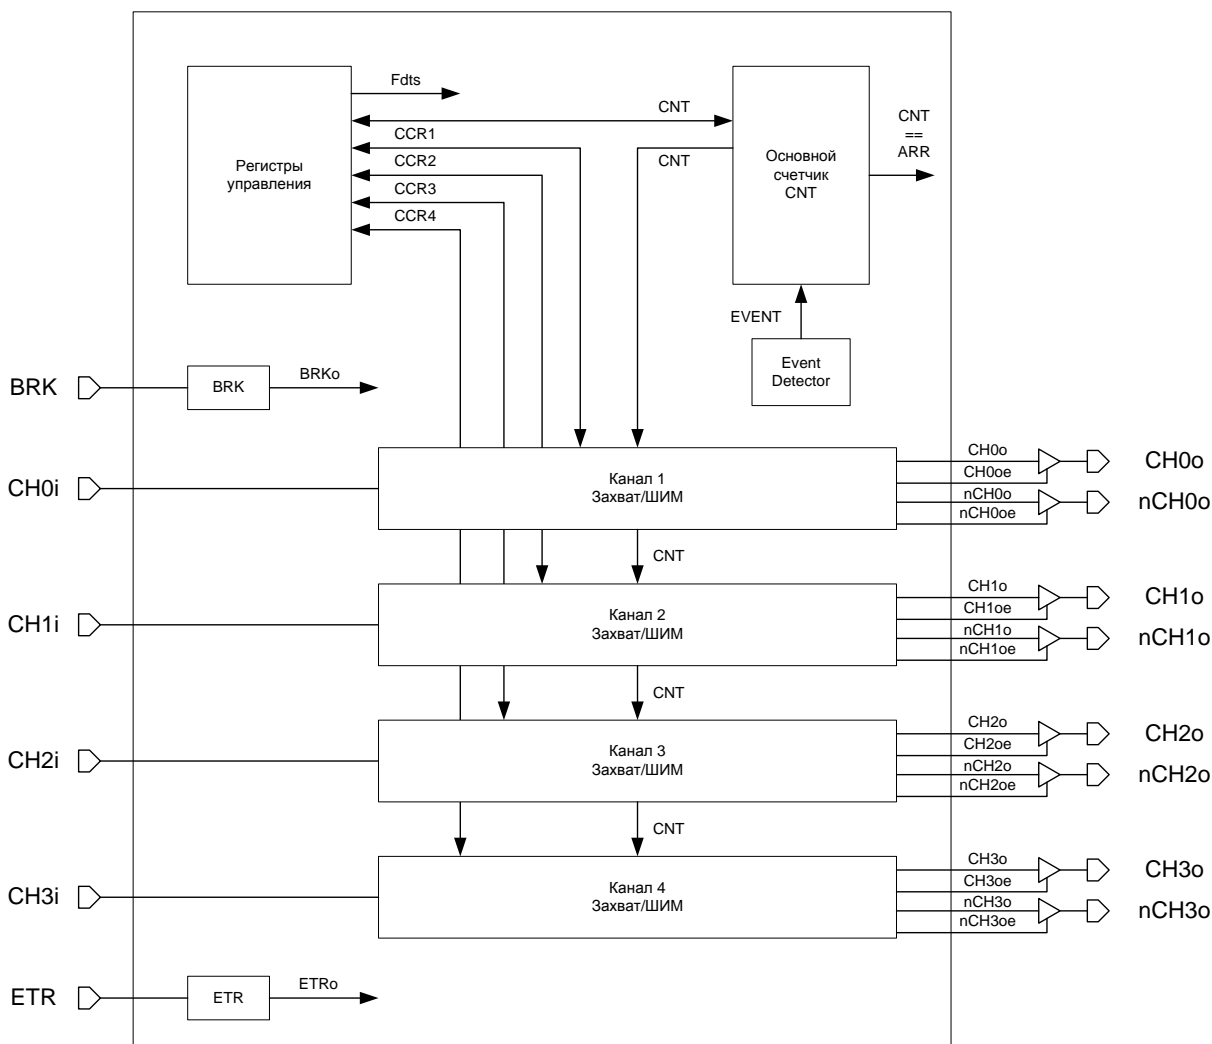 Fdts
CNT
CCR1
CNT
CCR2
CCR3
CCR4
Регистры
управления
Основной
счетчик
CNT
CNT
==
ARR
EVENT
Event
Detector
BRK
BRK
BRKo
CH0i
Канал 1
Захват/ШИМ
CH0o
CH0oe
nCH0o
nCH0oe
CH0o
nCH0o
CNT
CH1i
Канал 2
Захват/ШИМ
CH1o
CH1oe
nCH1o
nCH1oe
CH1o
nCH1o
CNT
CH2i
Канал 3
Захват/ШИМ
CH2o
CH2oe
nCH2o
nCH2oe
CH2o
nCH2o
CNT
CH3i
Канал 4
Захват/ШИМ
CH3o
CH3oe
nCH3o
nCH3oe
CH3o
nCH3o
ETR
ETR
ETRo